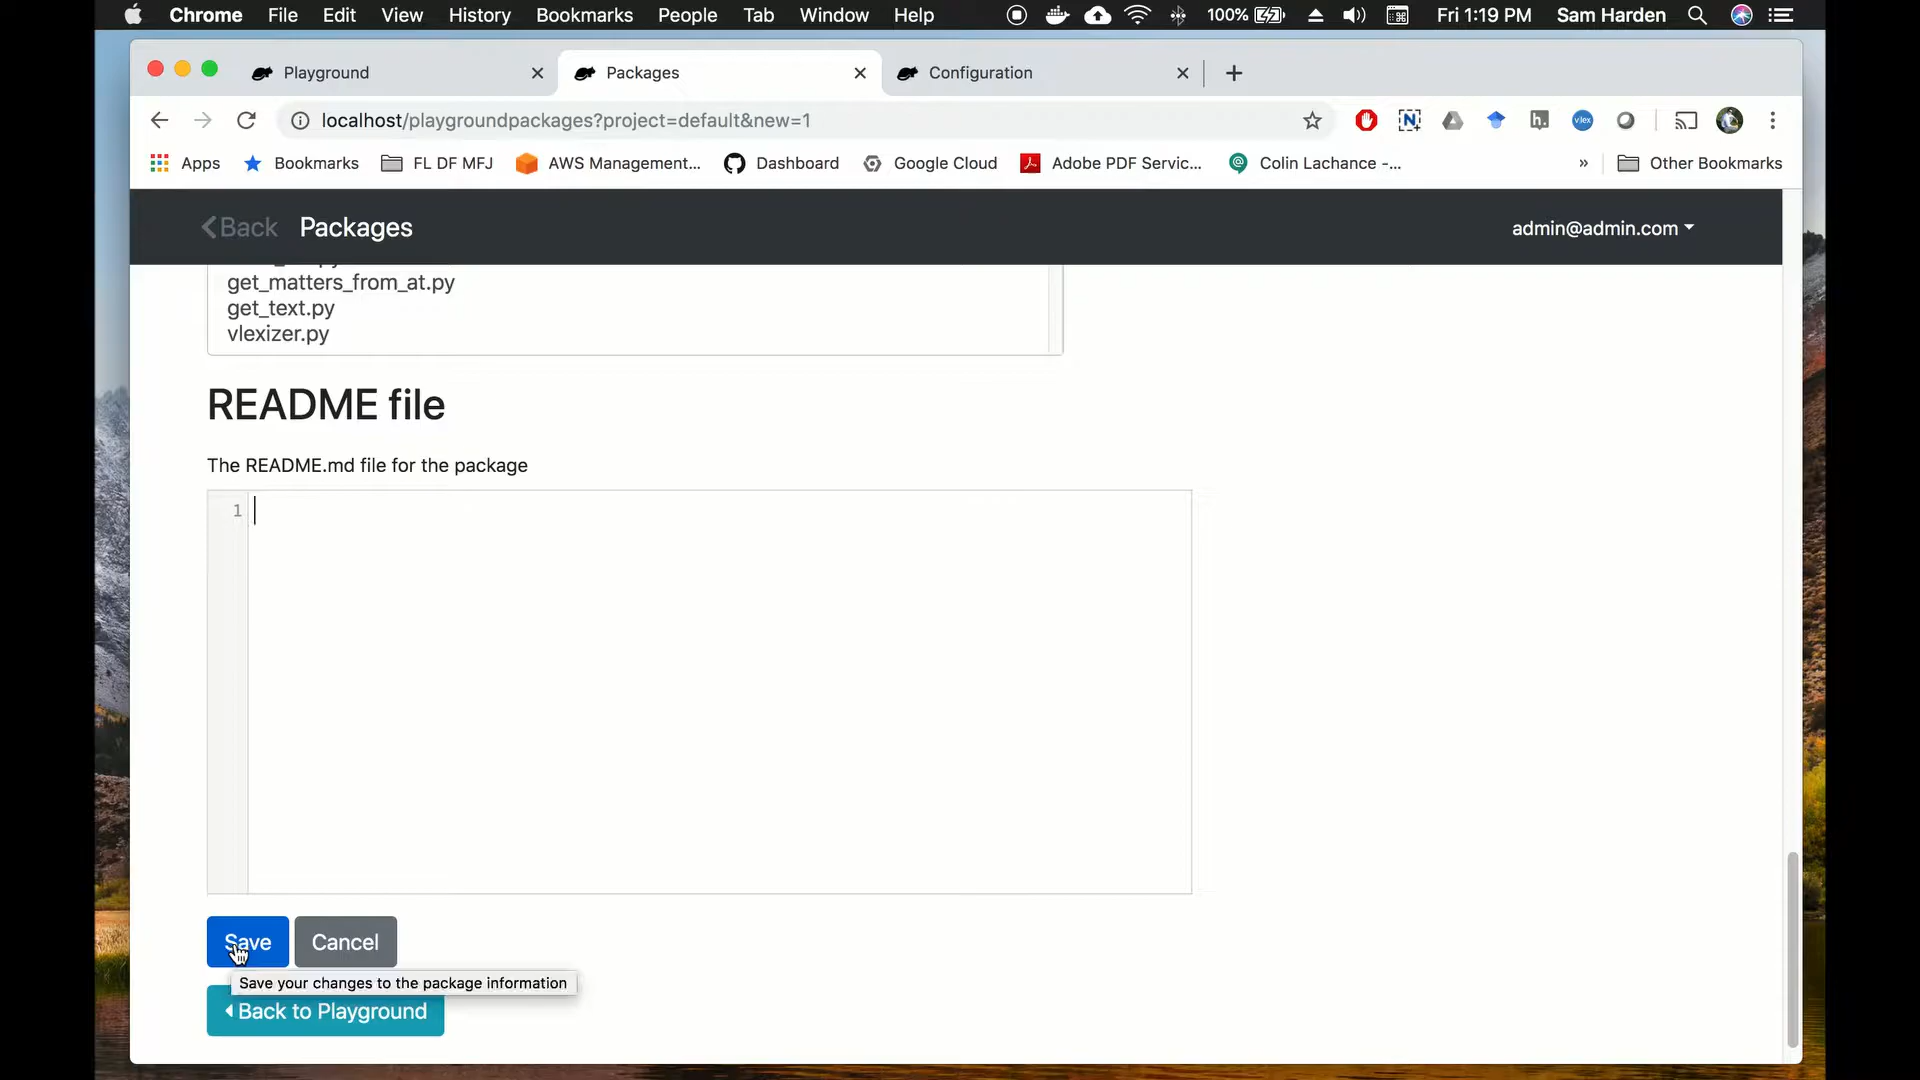 Chrome File Edit View History Bookmarks People Tab Window Help 100% Fri 1:19 PM Sam Harden
Playground Packages Configuration
localhost/playgroundpackages?project=default&new=1
Apps Bookmarks FL DF MFJ AWS Management... Dashboard Google Cloud Adobe PDF Servic... Colin Lachance -... » Other Bookmarks
Back Packages admin@admin.com
get_matters_from_at.py
get_text.py
vlexizer.py
README file
The README.md file for the package
1
Save Cancel
Save your changes to the package information
Back to Playground